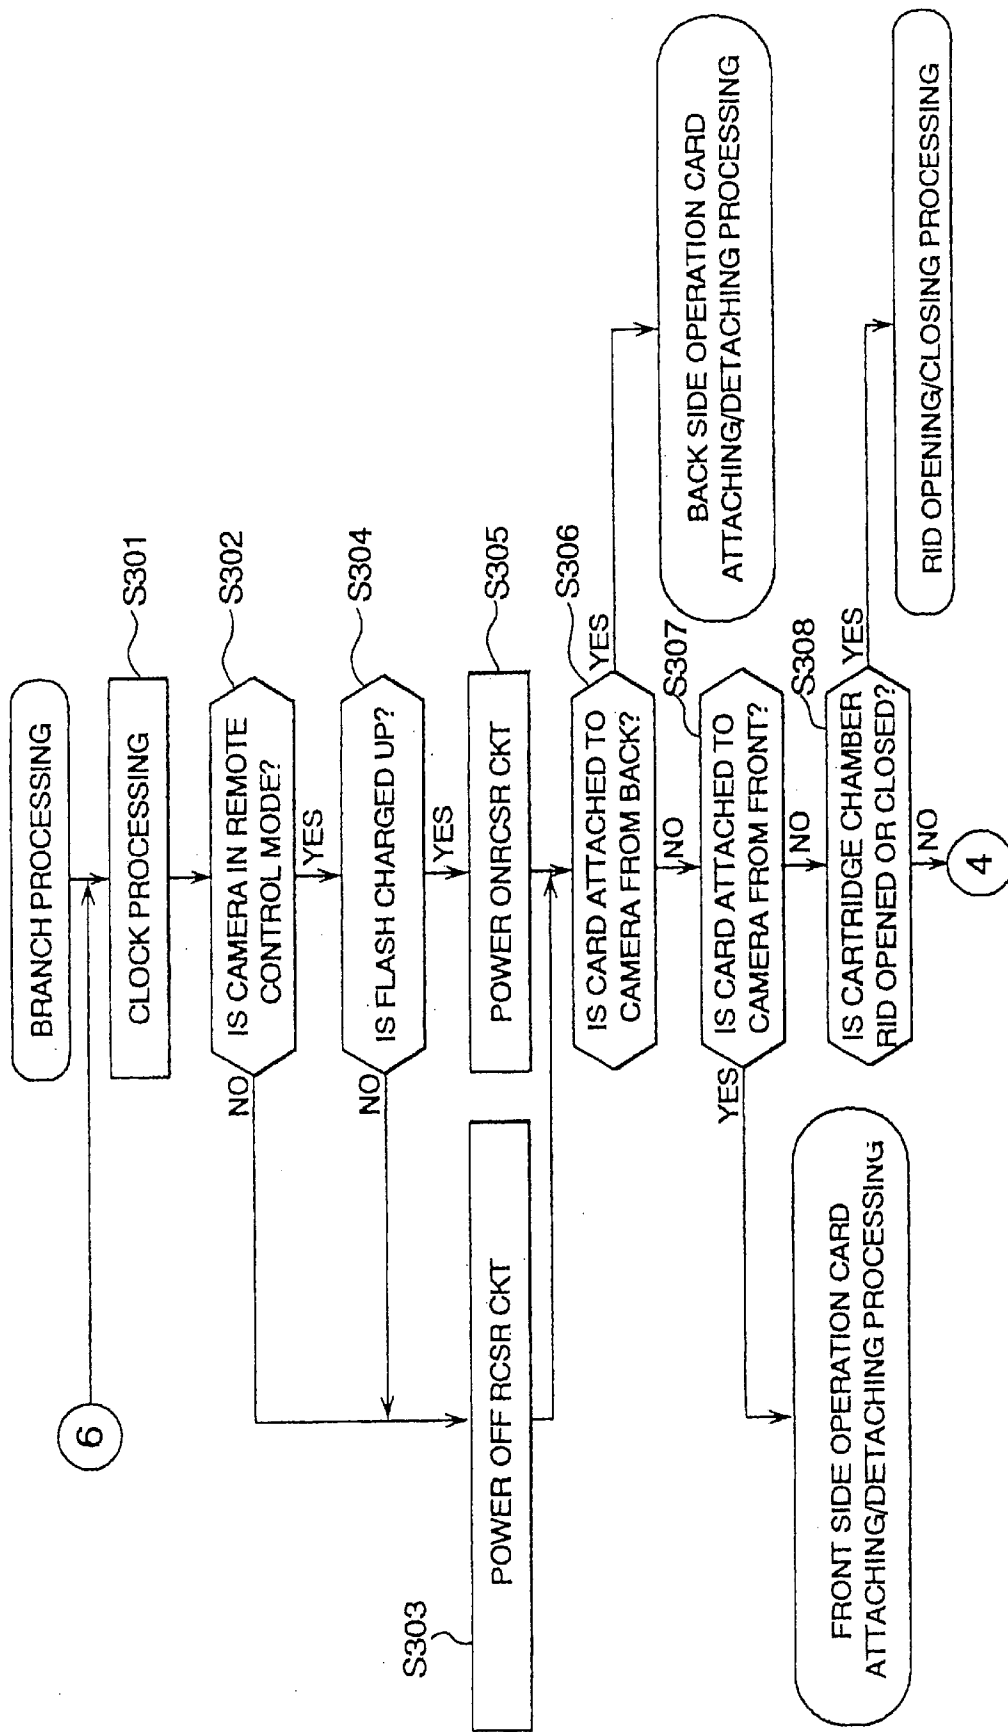 BRANCH PROCESSING
6
CLOCK PROCESSING
S301
IS CAMERA IN REMOTE
CONTROL MODE?
S302
NO
YES
IS FLASH CHARGED UP?
S304
NO
YES
S303
POWER OFF RCSR CKT
POWER ONRCSR CKT
S305
IS CARD ATTACHED TO
CAMERA FROM BACK?
S306
YES
NO
BACK SIDE OPERATION CARD
ATTACHING/DETACHING PROCESSING
IS CARD ATTACHED TO
CAMERA FROM FRONT?
S307
YES
NO
FRONT SIDE OPERATION CARD
ATTACHING/DETACHING PROCESSING
IS CARTRIDGE CHAMBER
RID OPENED OR CLOSED?
S308
YES
NO
RID OPENING/CLOSING PROCESSING
4